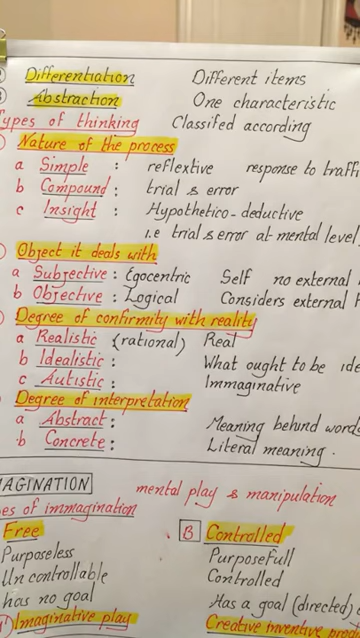 Differentiation Different items
Abstraction One characteristic
Types of thinking Classifed according
Nature of the process
a Simple : reflextive response to traffi
b Compound : trial & error
c Insight : Hypothetico-deductive
i.e trial & error at mental level
Object it deals with
a Subjective : Egocentric Self no external
b Objective : Logical Considers external
Degree of confirmity with reality
a Realistic (rational) Real
b Idealistic : What ought to be ide
c Autistic : Immaginative
Degree of interpretation
a Abstract : Meaning behind words
b Concrete : Literal meaning.
MAGINATION mental play & manipulation
es of immagination
Free
Purposeless
Uncontrollable
has no goal
Imaginative play
B Controlled
Purposefull
Controlled
Has a goal (directed)
Creative inventive